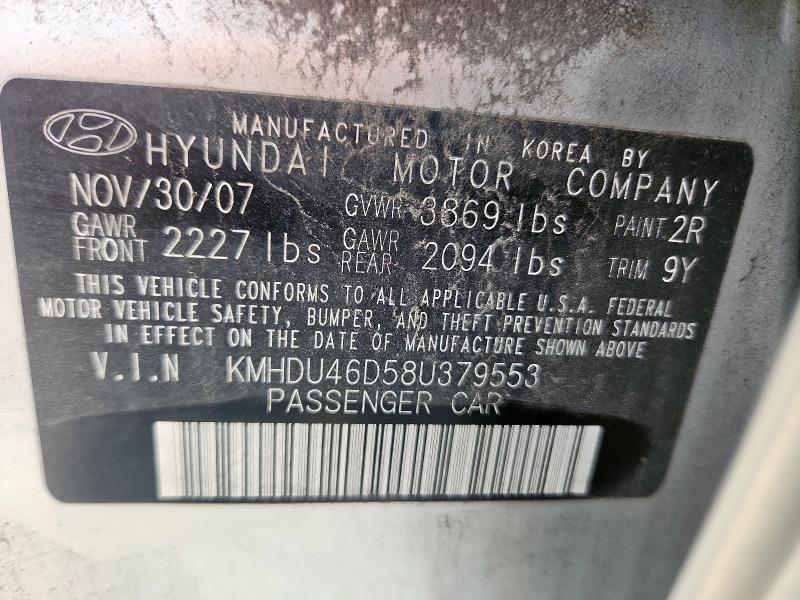 MANUFACTURED IN KOREA BY
HYUNDAI MOTOR COMPANY
NOV/30/07 GVWR 3869 lbs PAINT 2R
GAWR FRONT 2227 lbs GAWR REAR 2094 lbs TRIM 9Y
THIS VEHICLE CONFORMS TO ALL APPLICABLE U.S.A. FEDERAL
MOTOR VEHICLE SAFETY, BUMPER, AND THEFT PREVENTION STANDARDS
IN EFFECT ON THE DATE OF MANUFACTURE SHOWN ABOVE
V.I.N KMHDU46D58U379553
PASSENGER CAR